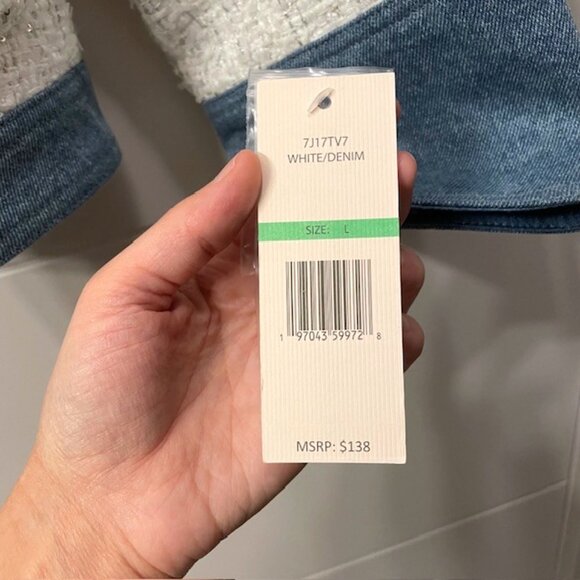 7J17TV7
WHITE/DENIM
SIZE: L
1 97043 59972 8
MSRP: $138